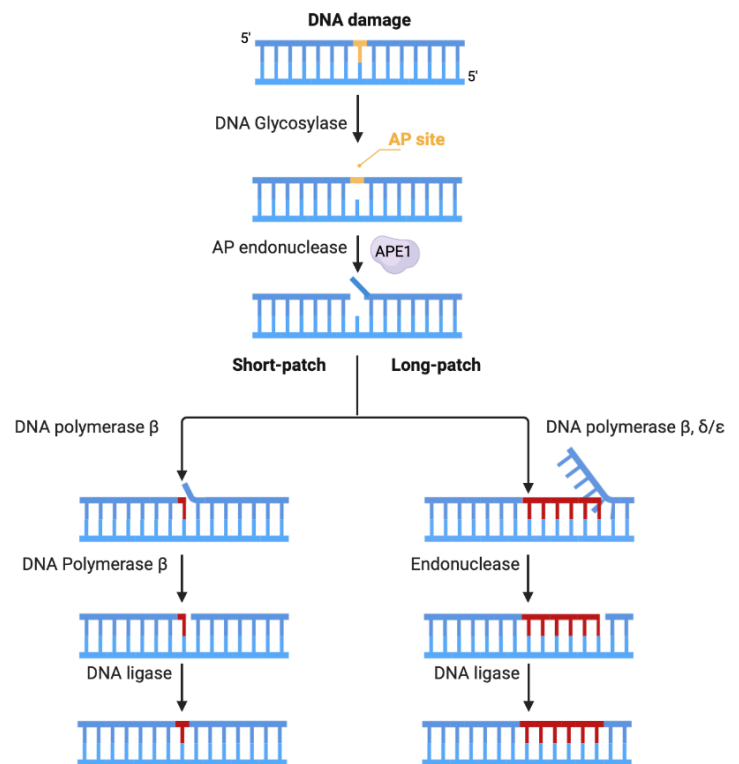 DNA damage
5'
5'
DNA Glycosylase
AP site
AP endonuclease
APE1
Short-patch
Long-patch
DNA polymerase β
DNA polymerase β, δ/ε
DNA Polymerase β
Endonuclease
DNA ligase
DNA ligase